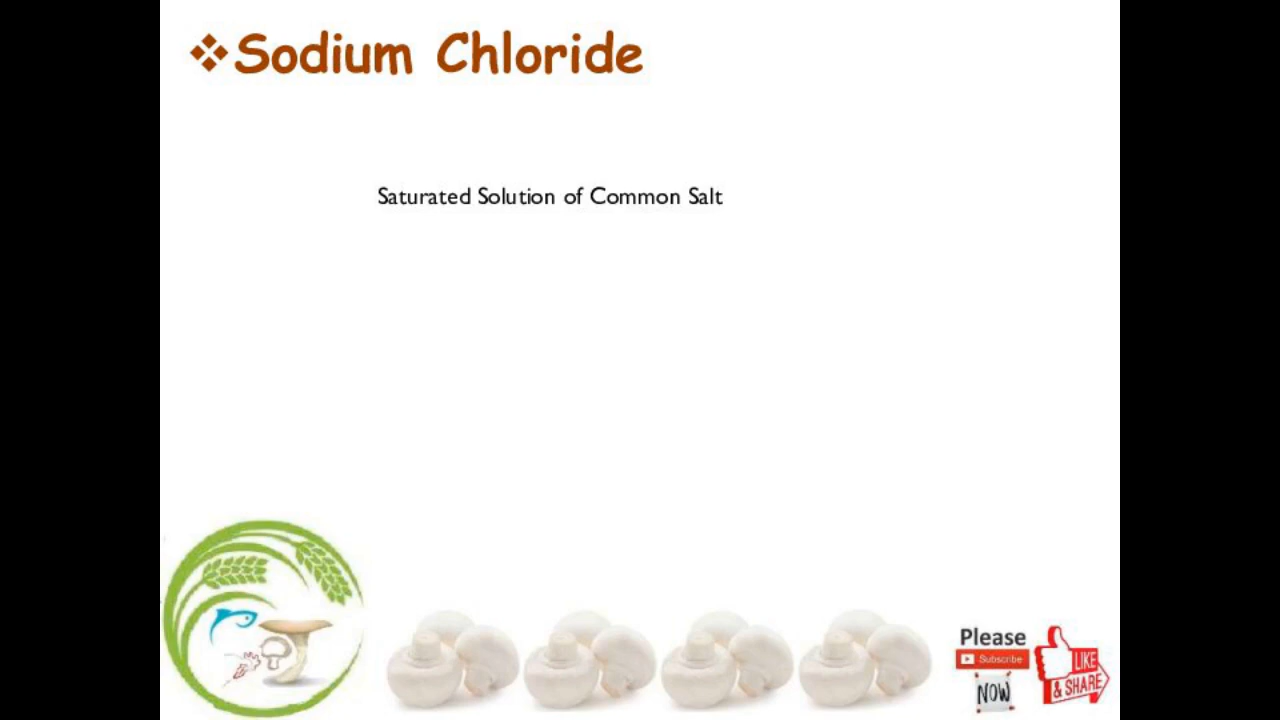 ❖Sodium Chloride
Saturated Solution of Common Salt
Please
Subscribe
NOW
LIKE
& SHARE